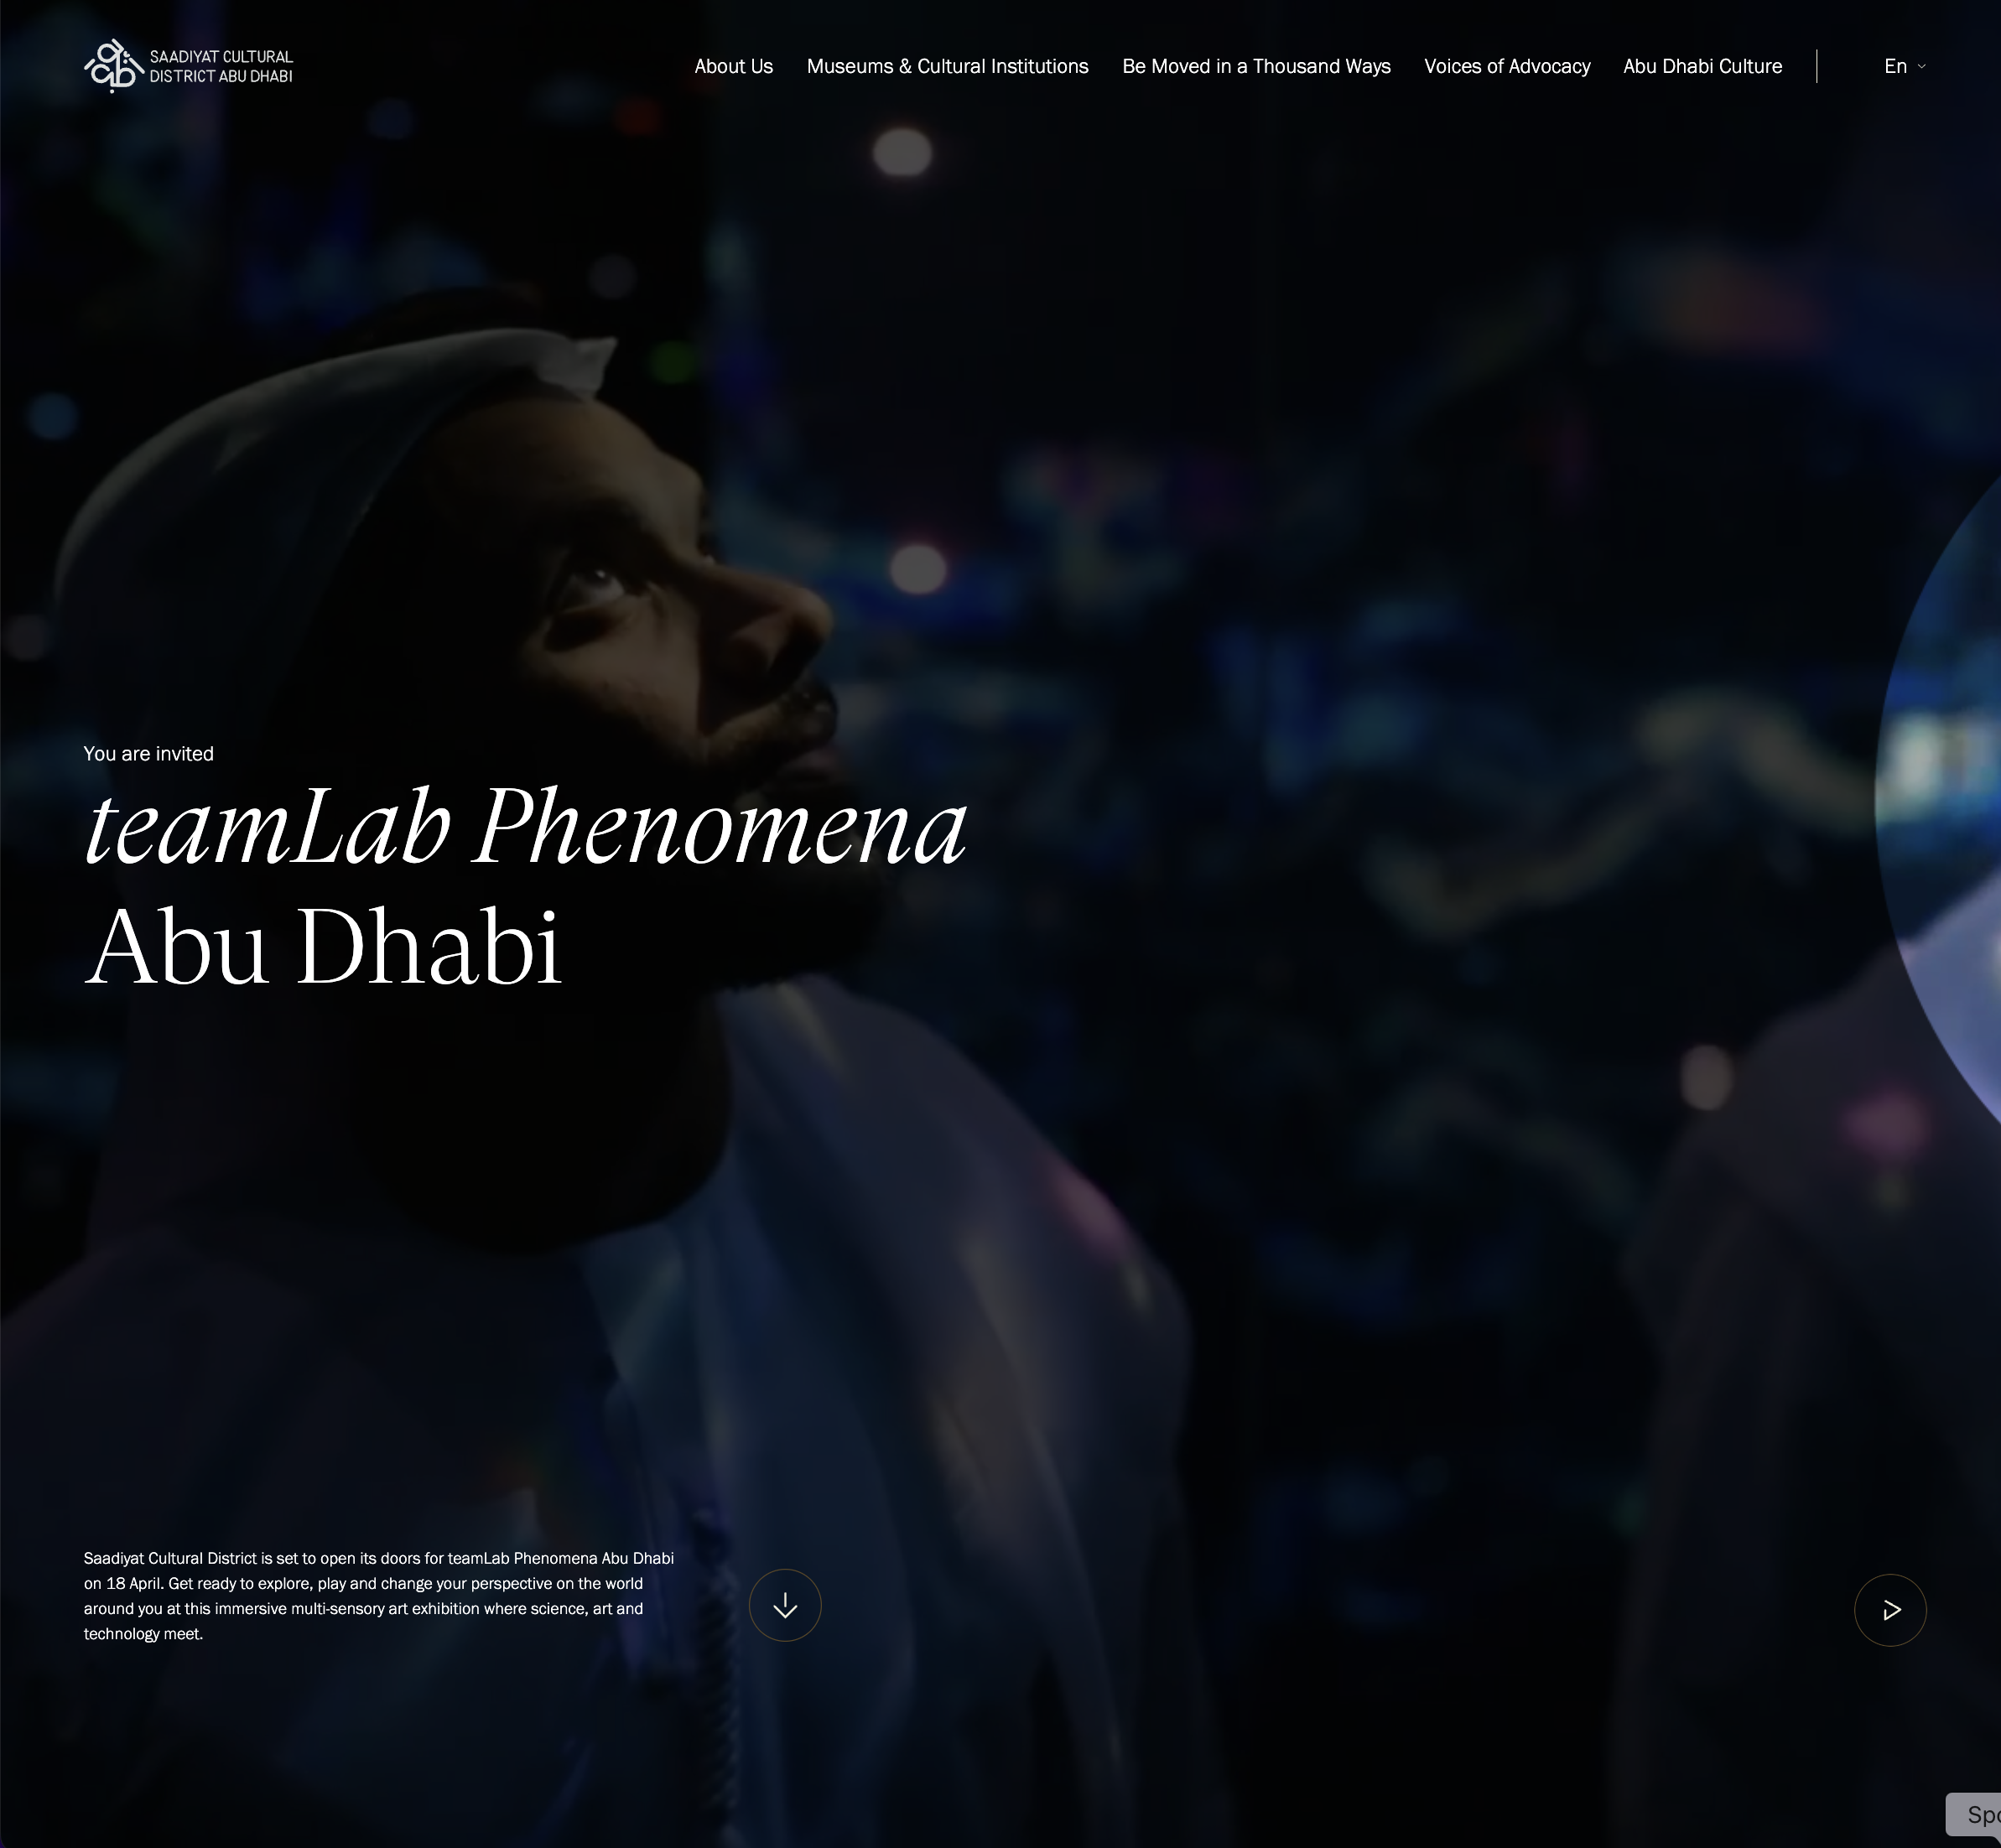 SAADIYAT CULTURAL
DISTRICT ABU DHABI
About Us
Museums & Cultural Institutions
Be Moved in a Thousand Ways
Voices of Advocacy
Abu Dhabi Culture
En
You are invited
teamLab Phenomena
Abu Dhabi
Saadiyat Cultural District is set to open its doors for teamLab Phenomena Abu Dhabi
on 18 April. Get ready to explore, play and change your perspective on the world
around you at this immersive multi-sensory art exhibition where science, art and
technology meet.